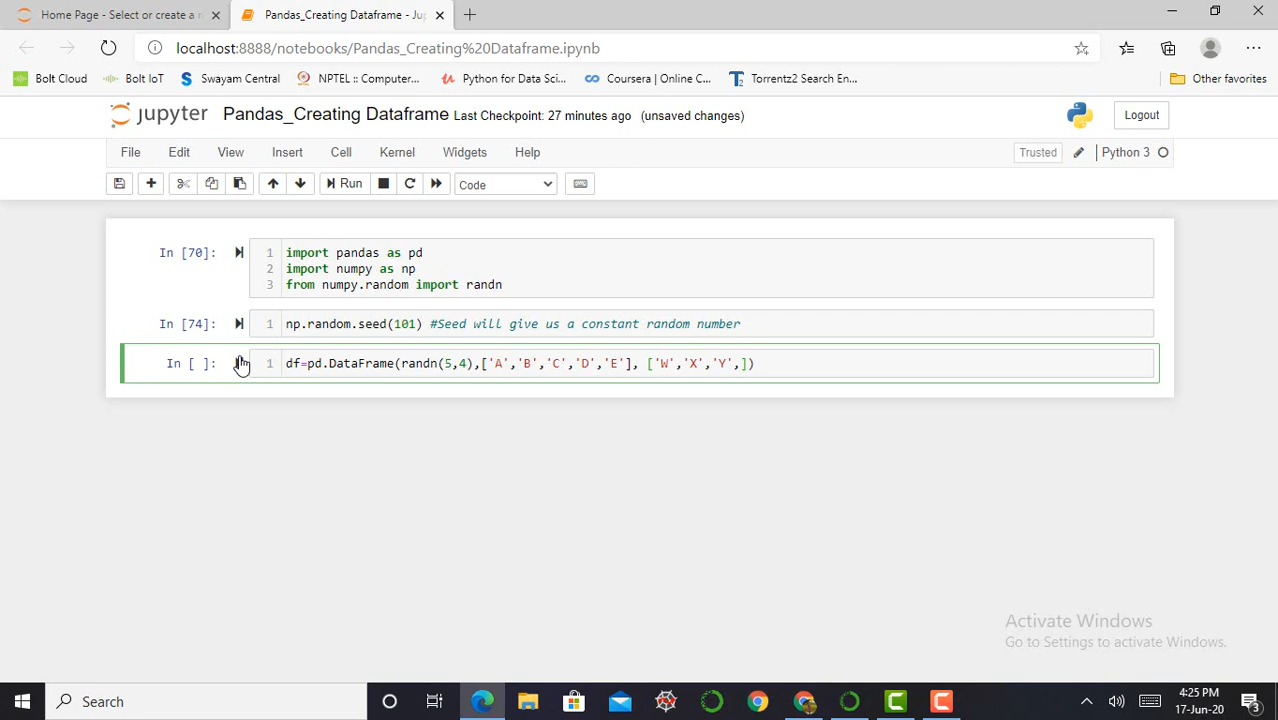 Home Page - Select or create a n
Pandas_Creating Dataframe - Jup
localhost:8888/notebooks/Pandas_Creating%20Dataframe.ipynb
Bolt Cloud
Bolt IoT
Swayam Central
NPTEL :: Computer...
Python for Data Sci...
Coursera | Online C...
Torrentz2 Search En...
Other favorites
jupyter Pandas_Creating Dataframe Last Checkpoint: 27 minutes ago (unsaved changes)
Logout
File Edit View Insert Cell Kernel Widgets Help
Trusted
Python 3
Run
Code
In [70]:
1 import pandas as pd
2 import numpy as np
3 from numpy.random import randn
In [74]:
1 np.random.seed(101) #Seed will give us a constant random number
In [ ]:
1 df=pd.DataFrame(randn(5,4),['A','B','C','D','E'], ['W','X','Y',])
Activate Windows
Go to Settings to activate Windows.
Search
4:25 PM
17-Jun-20
3